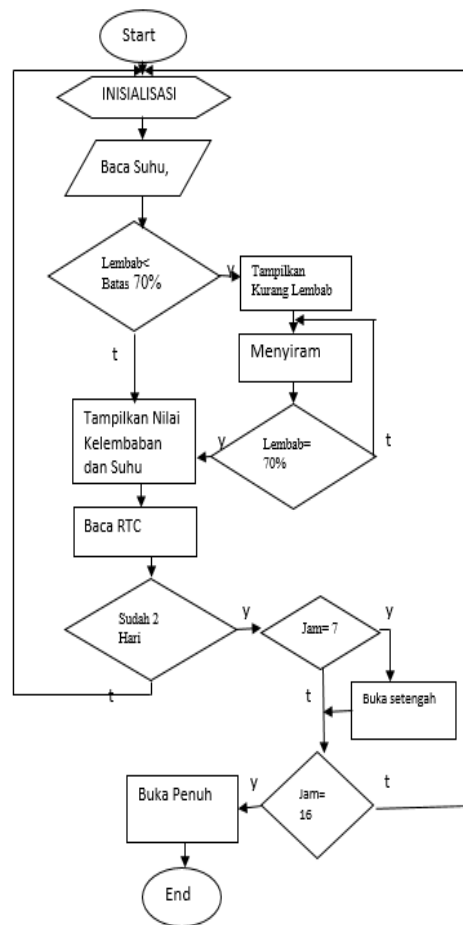 Start
INISIALISASI
Baca Suhu,
Lembab<
Batas 70%
y
Tampilkan
Kurang Lembab
t
Menyiram
Tampilkan Nilai
Kelembaban
dan Suhu
y
Lembab=
70%
t
Baca RTC
Sudah 2
Hari
y
Jam= 7
y
t
t
Buka setengah
Buka Penuh
y
Jam=
16
t
End